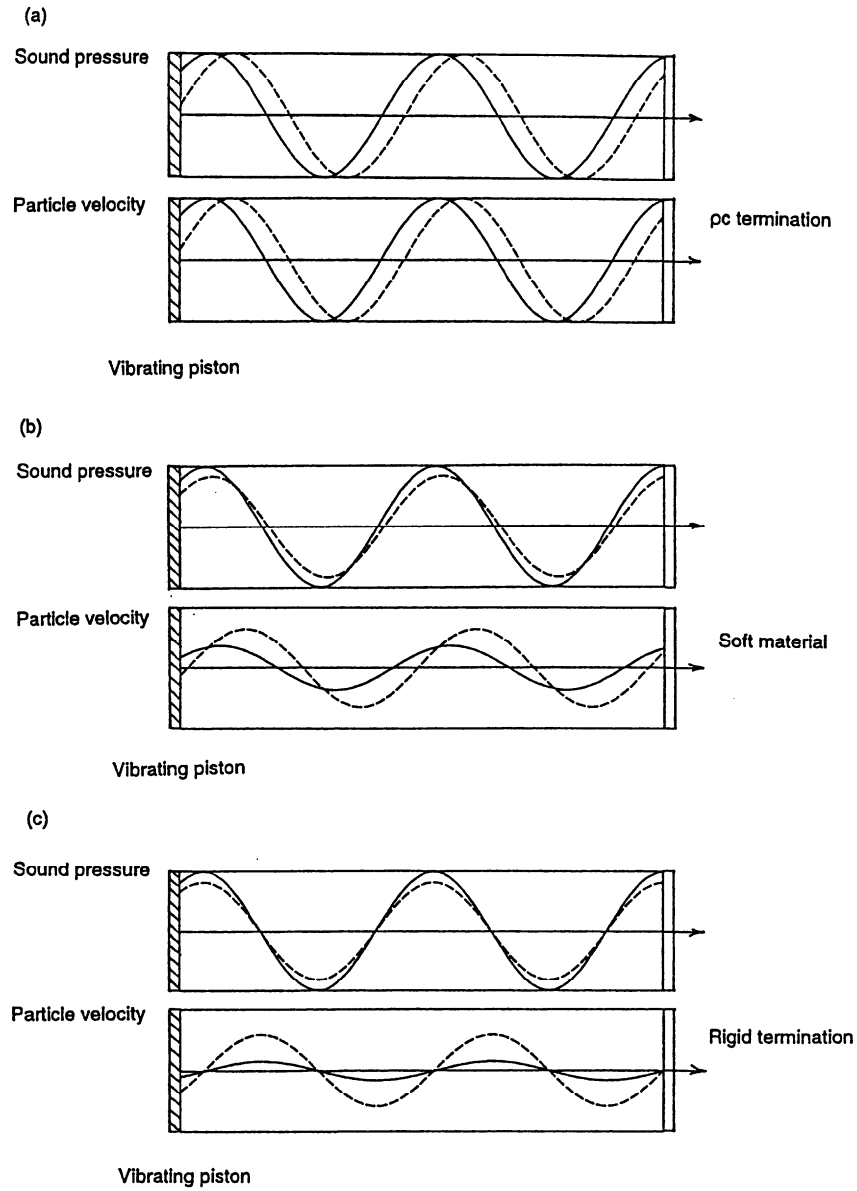 (a)
Sound pressure
Particle velocity
ρc termination
Vibrating piston
(b)
Sound pressure
Particle velocity
Soft material
Vibrating piston
(c)
Sound pressure
Particle velocity
Rigid termination
Vibrating piston